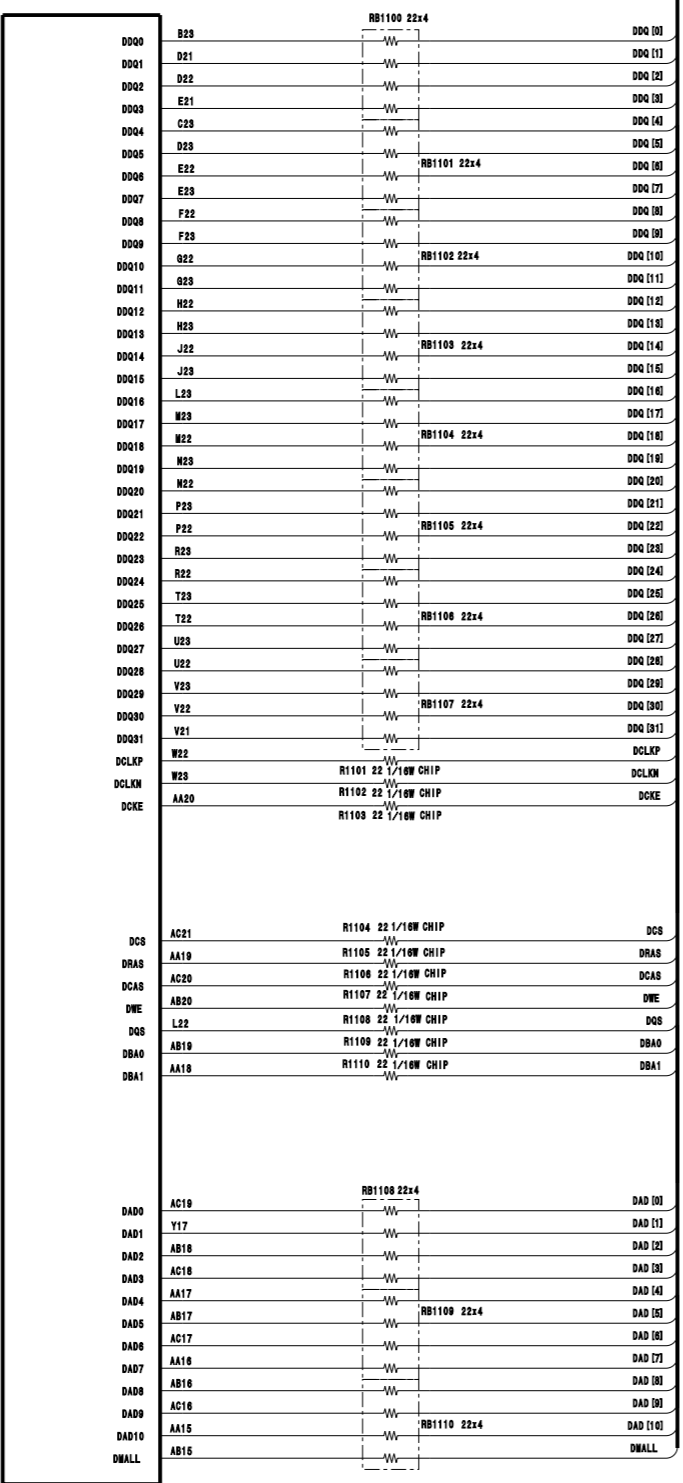 RB1100 22x4
DDQ0 B23 DDQ [0]
DDQ1 D21 DDQ [1]
DDQ2 D22 DDQ [2]
DDQ3 E21 DDQ [3]
DDQ4 C23 DDQ [4]
DDQ5 D23 DDQ [5]
DDQ6 E22 RB1101 22x4 DDQ [6]
DDQ7 E23 DDQ [7]
DDQ8 F22 DDQ [8]
DDQ9 F23 DDQ [9]
DDQ10 G22 RB1102 22x4 DDQ [10]
DDQ11 G23 DDQ [11]
DDQ12 H22 DDQ [12]
DDQ13 H23 DDQ [13]
DDQ14 J22 RB1103 22x4 DDQ [14]
DDQ15 J23 DDQ [15]
DDQ16 L23 DDQ [16]
DDQ17 M23 DDQ [17]
DDQ18 M22 RB1104 22x4 DDQ [18]
DDQ19 N23 DDQ [19]
DDQ20 N22 DDQ [20]
DDQ21 P23 DDQ [21]
DDQ22 P22 RB1105 22x4 DDQ [22]
DDQ23 R23 DDQ [23]
DDQ24 R22 DDQ [24]
DDQ25 T23 DDQ [25]
DDQ26 T22 RB1106 22x4 DDQ [26]
DDQ27 U23 DDQ [27]
DDQ28 U22 DDQ [28]
DDQ29 V23 DDQ [29]
DDQ30 V22 RB1107 22x4 DDQ [30]
DDQ31 V21 DDQ [31]
DCLKP W22 DCLKP
R1101 22 1/16W CHIP
DCLKN W23 DCLKN
R1102 22 1/16W CHIP
DCKE AA20 DCKE
R1103 22 1/16W CHIP
DCS AC21 R1104 22 1/16W CHIP DCS
DRAS AA19 R1105 22 1/16W CHIP DRAS
DCAS AC20 R1106 22 1/16W CHIP DCAS
DWE AB20 R1107 22 1/16W CHIP DWE
DQS L22 R1108 22 1/16W CHIP DQS
DBA0 AB19 R1109 22 1/16W CHIP DBA0
DBA1 AA18 R1110 22 1/16W CHIP DBA1
RB1108 22x4
DAD0 AC19 DAD [0]
DAD1 Y17 DAD [1]
DAD2 AB18 DAD [2]
DAD3 AC18 DAD [3]
DAD4 AA17 DAD [4]
DAD5 AB17 RB1109 22x4 DAD [5]
DAD6 AC17 DAD [6]
DAD7 AA16 DAD [7]
DAD8 AB16 DAD [8]
DAD9 AC16 DAD [9]
DAD10 AA15 RB1110 22x4 DAD [10]
DWALL AB15 DWALL